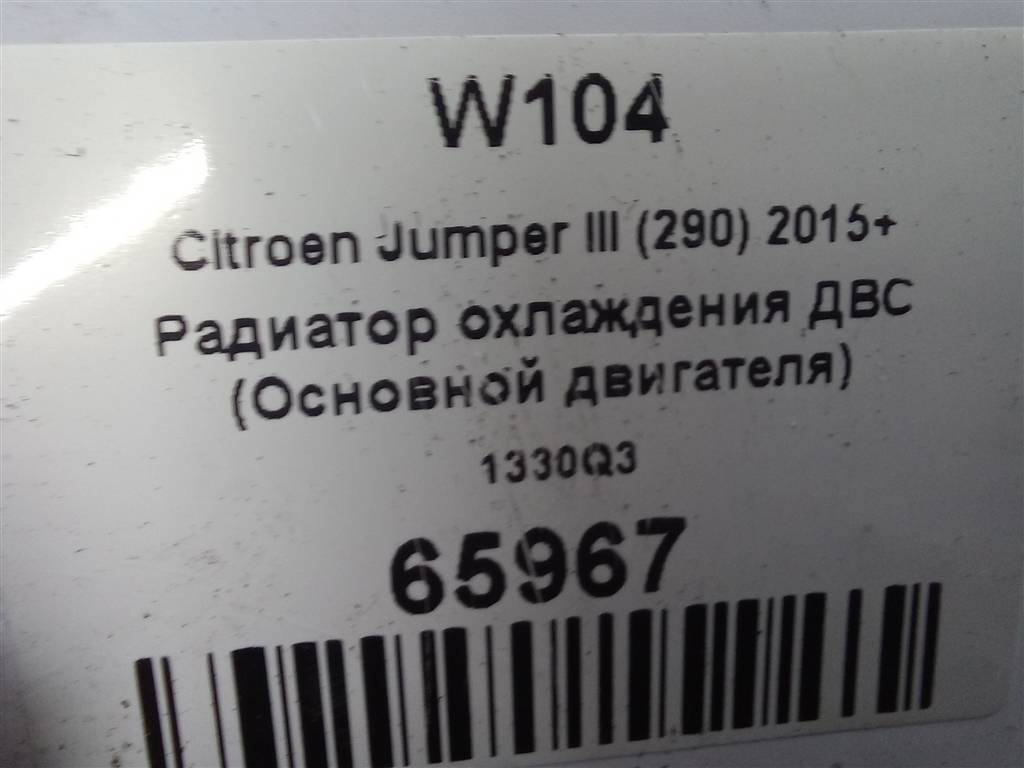 W104
Citroen Jumper III (290) 2015+
Радиатор охлаждения ДВС
(Основной двигателя)
1330Q3
65967